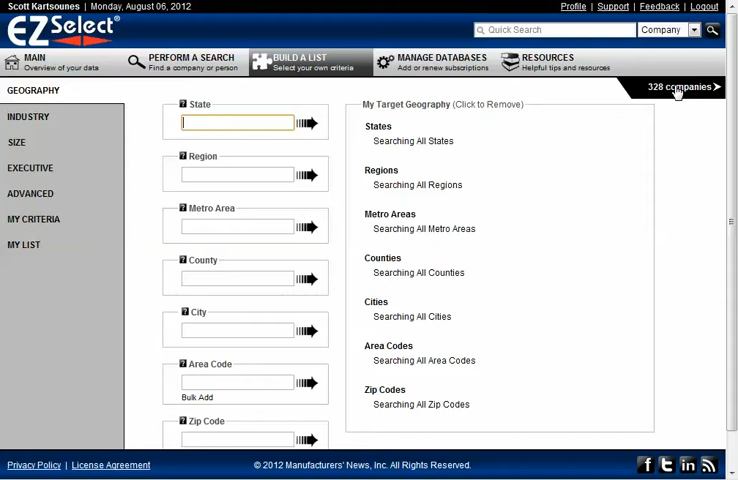 Scott Kartsounes | Monday, August 06, 2012
Profile | Support | Feedback | Logout
EZSelect®
Quick Search
Company
MAIN
Overview of your data
PERFORM A SEARCH
Find a company or person
BUILD A LIST
Select your own criteria
MANAGE DATABASES
Add or renew subscriptions
RESOURCES
Helpful tips and resources
328 companies
GEOGRAPHY
INDUSTRY
SIZE
EXECUTIVE
ADVANCED
MY CRITERIA
MY LIST
? State
? Region
? Metro Area
? County
? City
? Area Code
Bulk Add
? Zip Code
My Target Geography (Click to Remove)
States
Searching All States
Regions
Searching All Regions
Metro Areas
Searching All Metro Areas
Counties
Searching All Counties
Cities
Searching All Cities
Area Codes
Searching All Area Codes
Zip Codes
Searching All Zip Codes
Privacy Policy | License Agreement
© 2012 Manufacturers' News, Inc. All Rights Reserved.
f t in